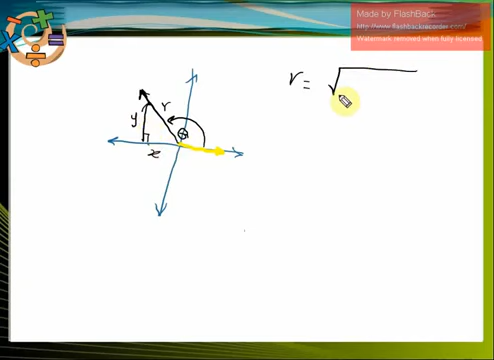 Made by FlashBack
http://www.flashbackrecorder.com/
Watermark removed when fully licensed
r = √
r
y
θ
x